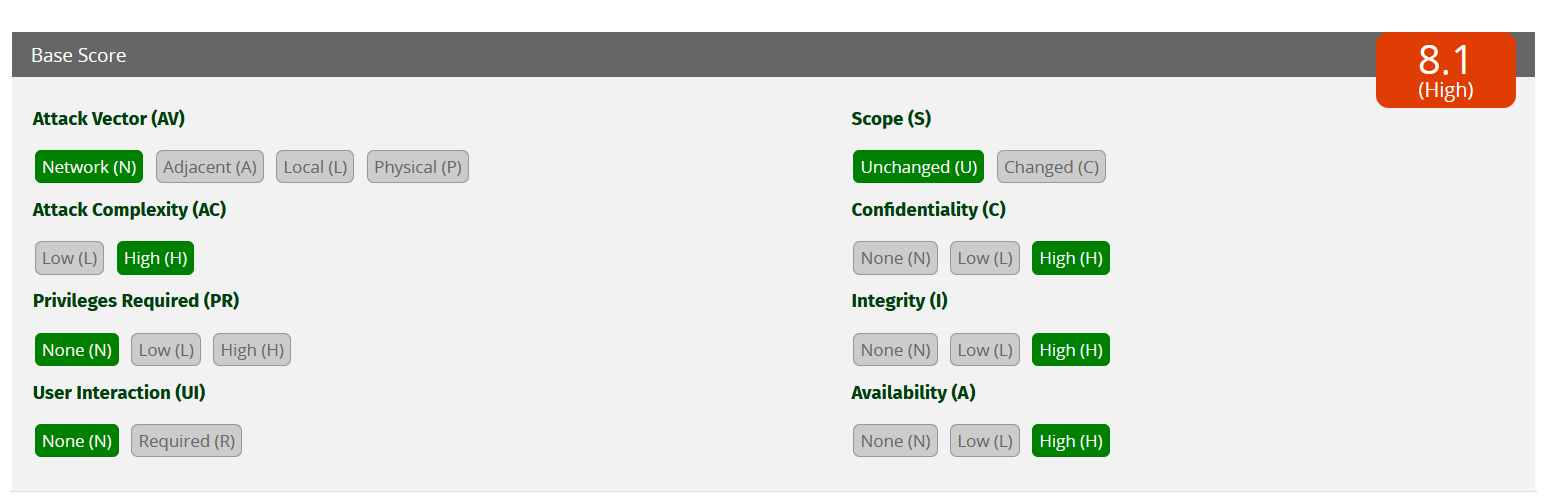 Base Score
8.1
(High)
Attack Vector (AV)
Network (N) Adjacent (A) Local (L) Physical (P)
Attack Complexity (AC)
Low (L) High (H)
Privileges Required (PR)
None (N) Low (L) High (H)
User Interaction (UI)
None (N) Required (R)
Scope (S)
Unchanged (U) Changed (C)
Confidentiality (C)
None (N) Low (L) High (H)
Integrity (I)
None (N) Low (L) High (H)
Availability (A)
None (N) Low (L) High (H)